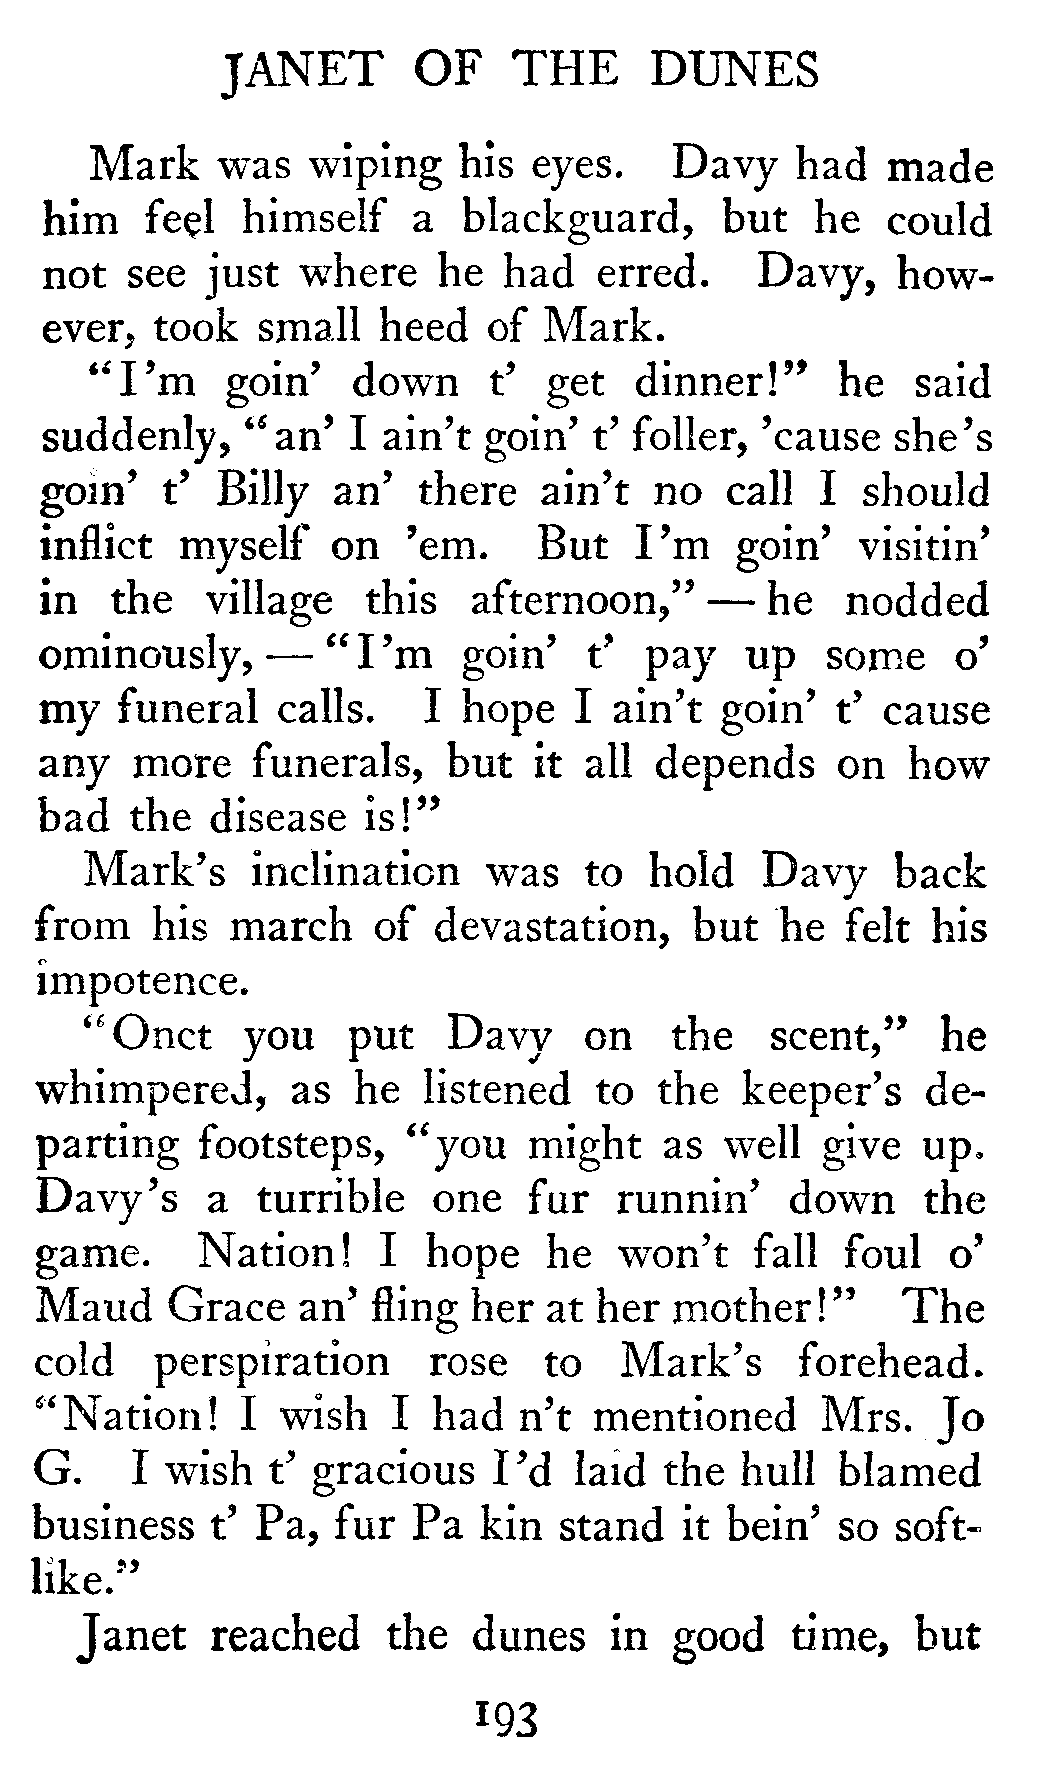 JANET OF THE DUNES
Mark was wiping his eyes. Davy had made
him feel himself a blackguard, but he could
not see just where he had erred. Davy, how-
ever, took small heed of Mark.
"I'm goin' down t' get dinner!" he said
suddenly, "an' I ain't goin' t' foller, 'cause she's
goin' t' Billy an' there ain't no call I should
inflict myself on 'em. But I'm goin' visitin'
in the village this afternoon," — he nodded
ominously, — "I'm goin' t' pay up some o'
my funeral calls. I hope I ain't goin' t' cause
any more funerals, but it all depends on how
bad the disease is!"
Mark's inclination was to hold Davy back
from his march of devastation, but he felt his
impotence.
"Onct you put Davy on the scent," he
whimpered, as he listened to the keeper's de-
parting footsteps, "you might as well give up.
Davy's a turrible one fur runnin' down the
game. Nation! I hope he won't fall foul o'
Maud Grace an' fling her at her mother!" The
cold perspiration rose to Mark's forehead.
"Nation! I wish I had n't mentioned Mrs. Jo
G. I wish t' gracious I'd laid the hull blamed
business t' Pa, fur Pa kin stand it bein' so soft-
like."
Janet reached the dunes in good time, but
193